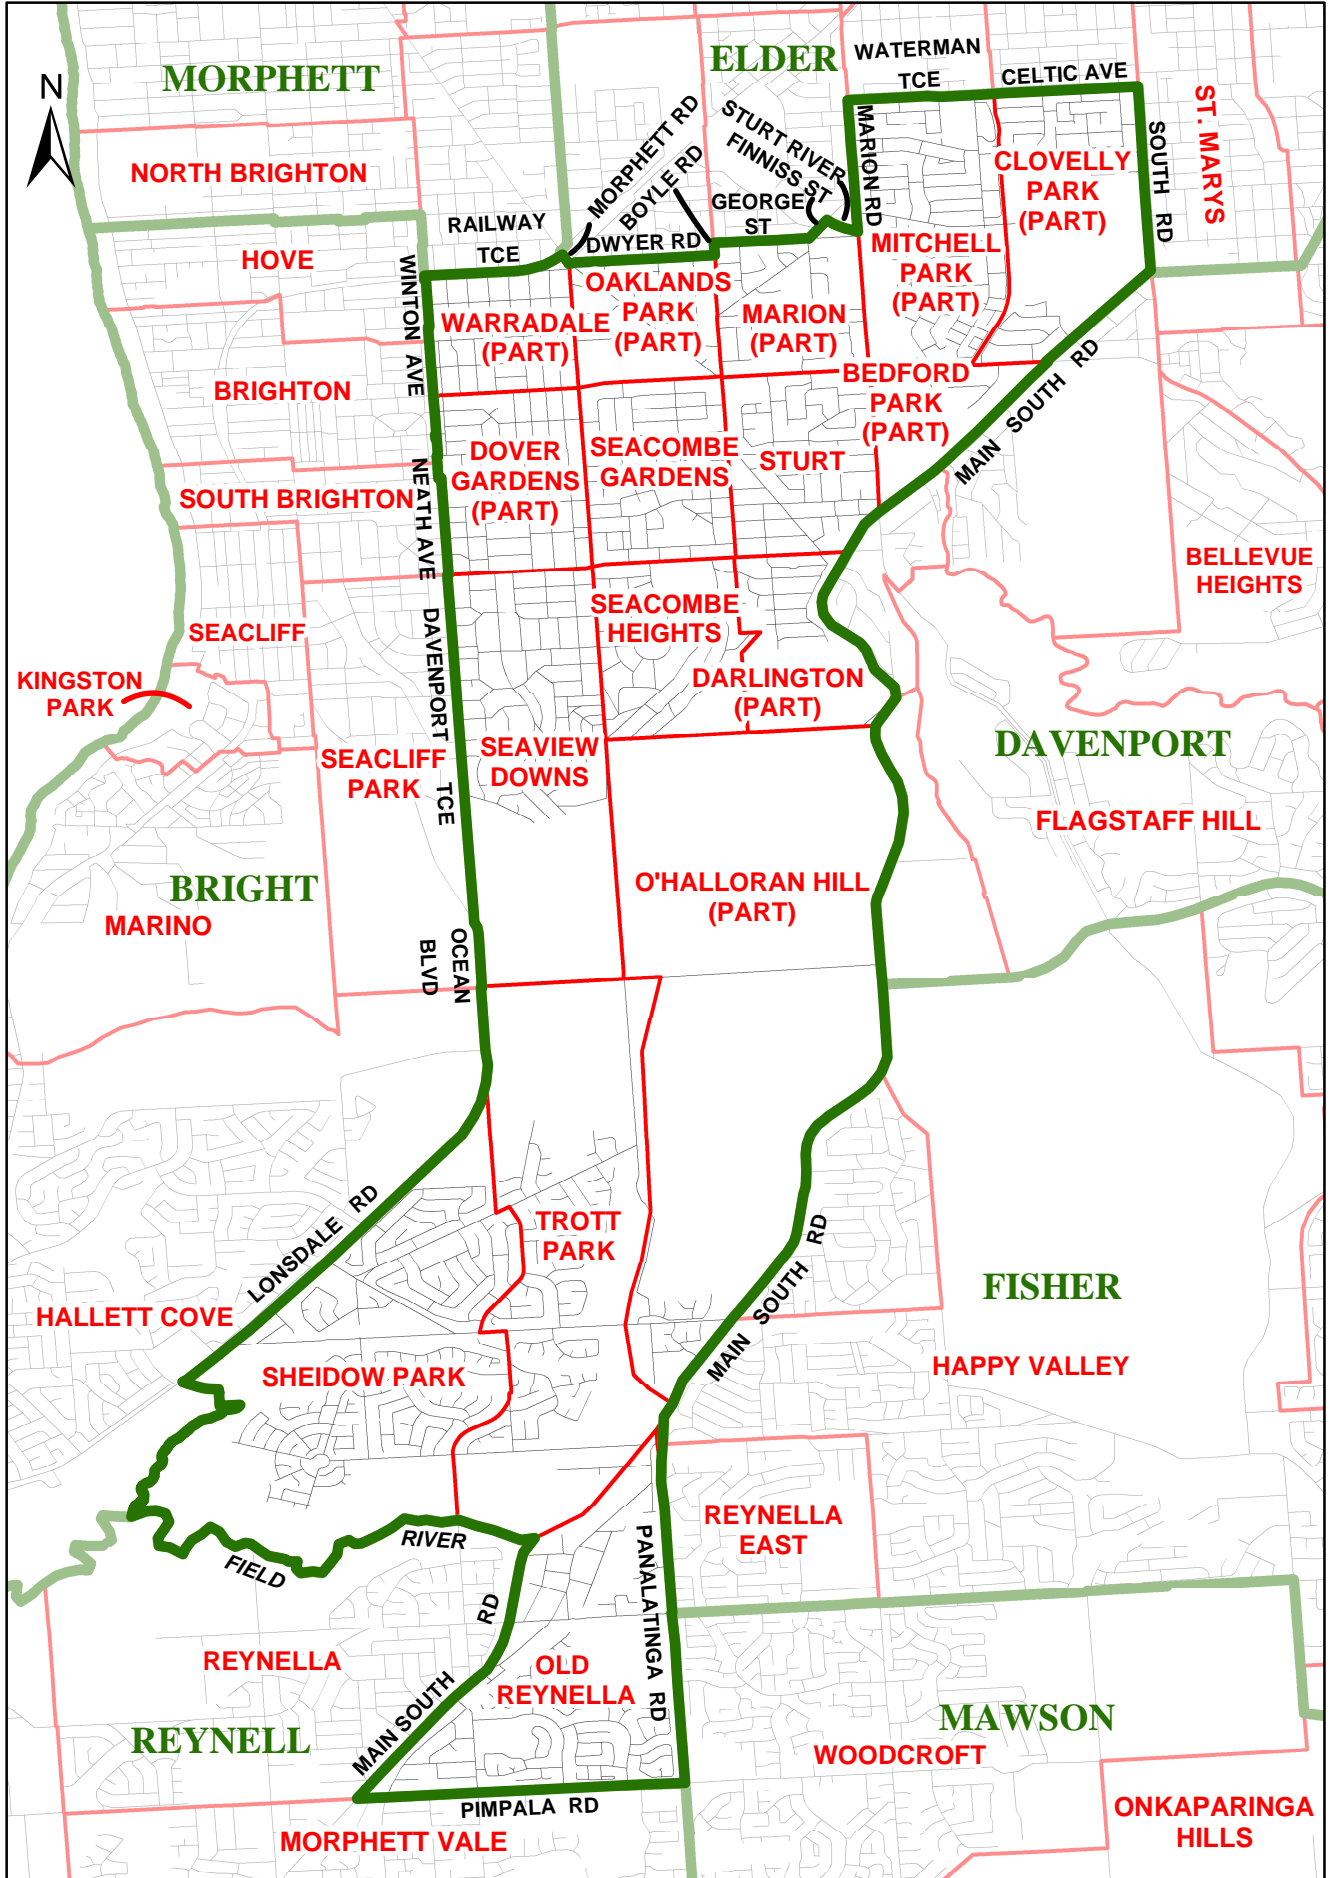 N
MORPHETT
ELDER
WATERMAN
TCE
CELTIC AVE
ST. MARYS
NORTH BRIGHTON
MORPHETT RD
BOYLE RD
STURT RIVER
FINNISS ST
MARION RD
CLOVELLY
PARK
(PART)
SOUTH RD
RAILWAY
TCE
DWYER RD
GEORGE
ST
HOVE
MITCHELL
PARK
(PART)
WINTON AVE
WARRADALE
(PART)
OAKLANDS
PARK
(PART)
MARION
(PART)
BRIGHTON
BEDFORD
PARK
(PART)
MAIN SOUTH RD
DOVER
GARDENS
(PART)
SEACOMBE
GARDENS
STURT
SOUTH BRIGHTON
NEATH AVE
BELLEVUE
HEIGHTS
SEACLIFF
DAVENPORT TCE
SEACOMBE
HEIGHTS
KINGSTON
PARK
DARLINGTON
(PART)
SEACLIFF
PARK
SEAVIEW
DOWNS
DAVENPORT
FLAGSTAFF HILL
BRIGHT
MARINO
O'HALLORAN HILL
(PART)
OCEAN
BLVD
LONSDALE RD
TROTT
PARK
MAIN SOUTH RD
FISHER
HALLETT COVE
SHEIDOW PARK
HAPPY VALLEY
REYNELLA
EAST
FIELD RIVER
PANALATINGA RD
REYNELLA
MAIN SOUTH RD
OLD
REYNELLA
REYNELL
MAWSON
WOODCROFT
PIMPALA RD
MORPHETT VALE
ONKAPARINGA
HILLS